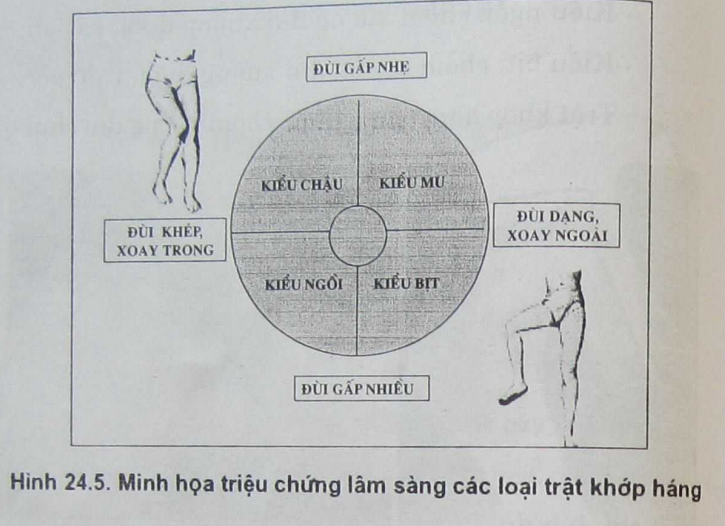 ĐÙI GẤP NHẸ
KIỂU CHẬU
KIỂU MU
ĐÙI KHÉP,
XOAY TRONG
ĐÙI DẠNG,
XOAY NGOÀI
KIỂU NGỒI
KIỂU BỊT
ĐÙI GẤP NHIỀU
Hình 24.5. Minh họa triệu chứng lâm sàng các loại trật khớp háng